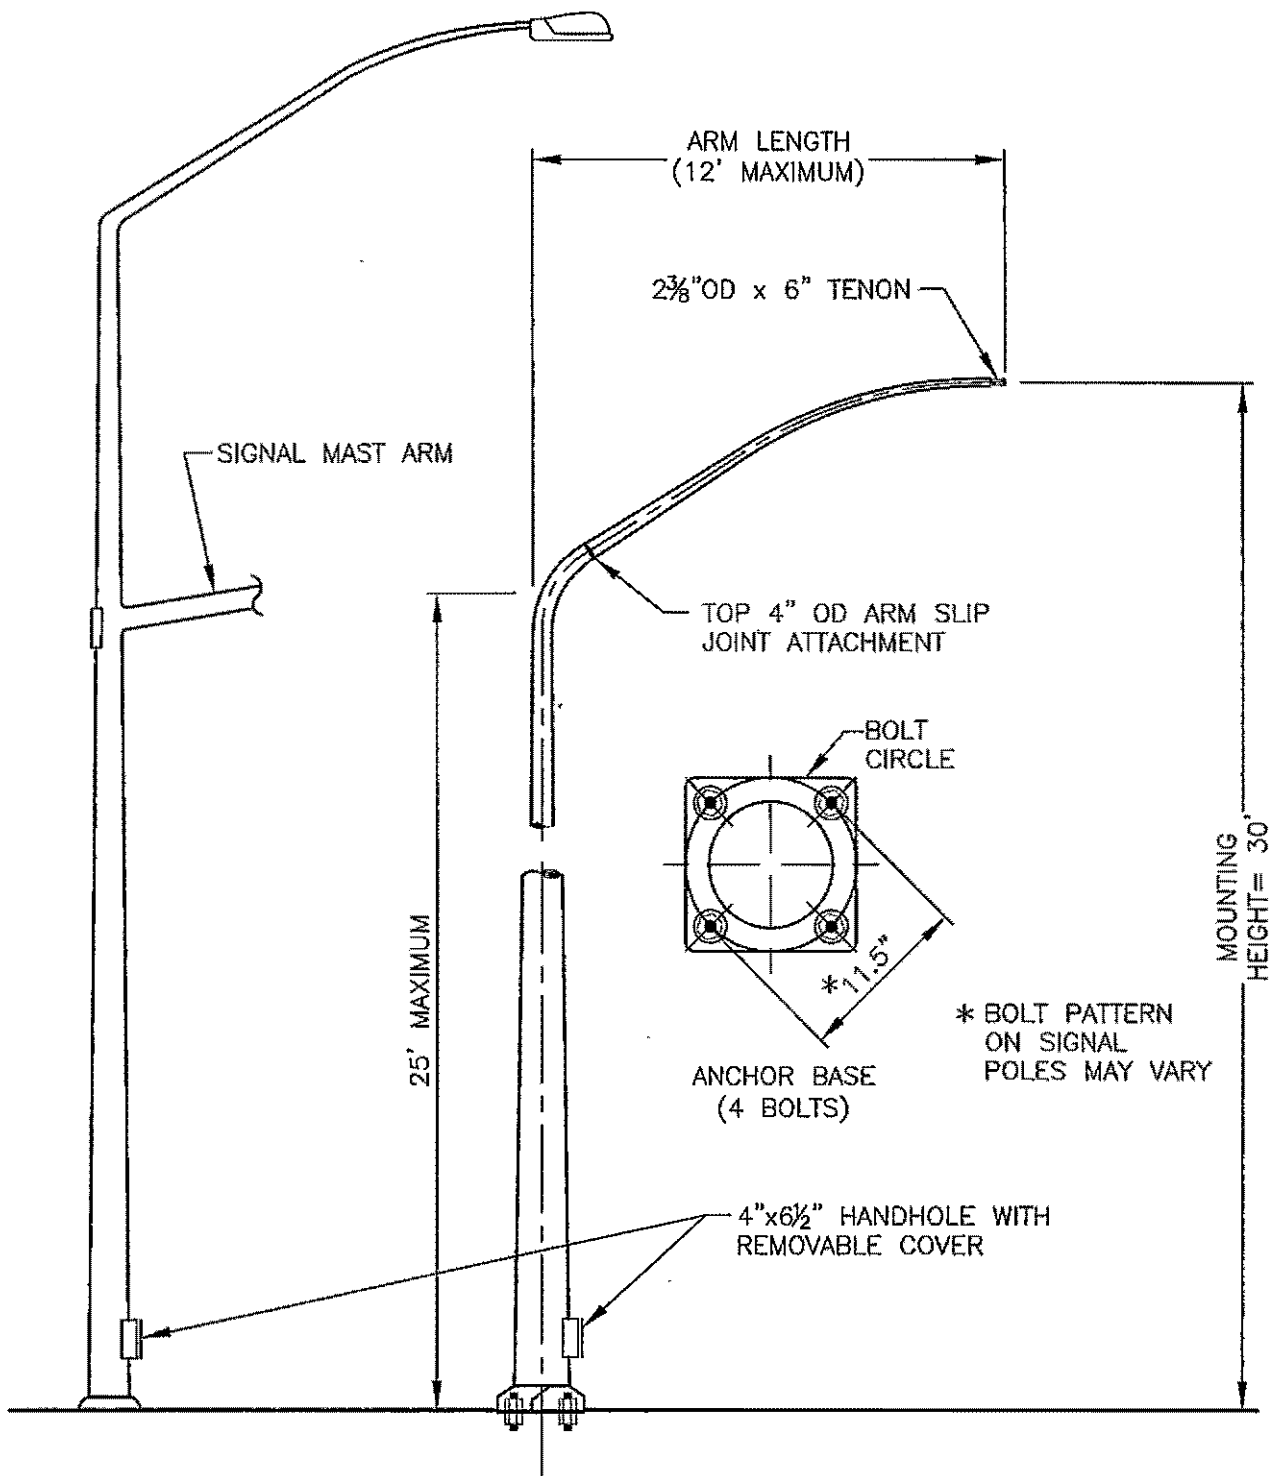 ARM LENGTH
(12' MAXIMUM)
2⅜"OD x 6" TENON
SIGNAL MAST ARM
TOP 4" OD ARM SLIP
JOINT ATTACHMENT
BOLT
CIRCLE
MOUNTING
HEIGHT= 30'
25' MAXIMUM
*11.5"
* BOLT PATTERN
ON SIGNAL
POLES MAY VARY
ANCHOR BASE
(4 BOLTS)
4"x6½" HANDHOLE WITH
REMOVABLE COVER